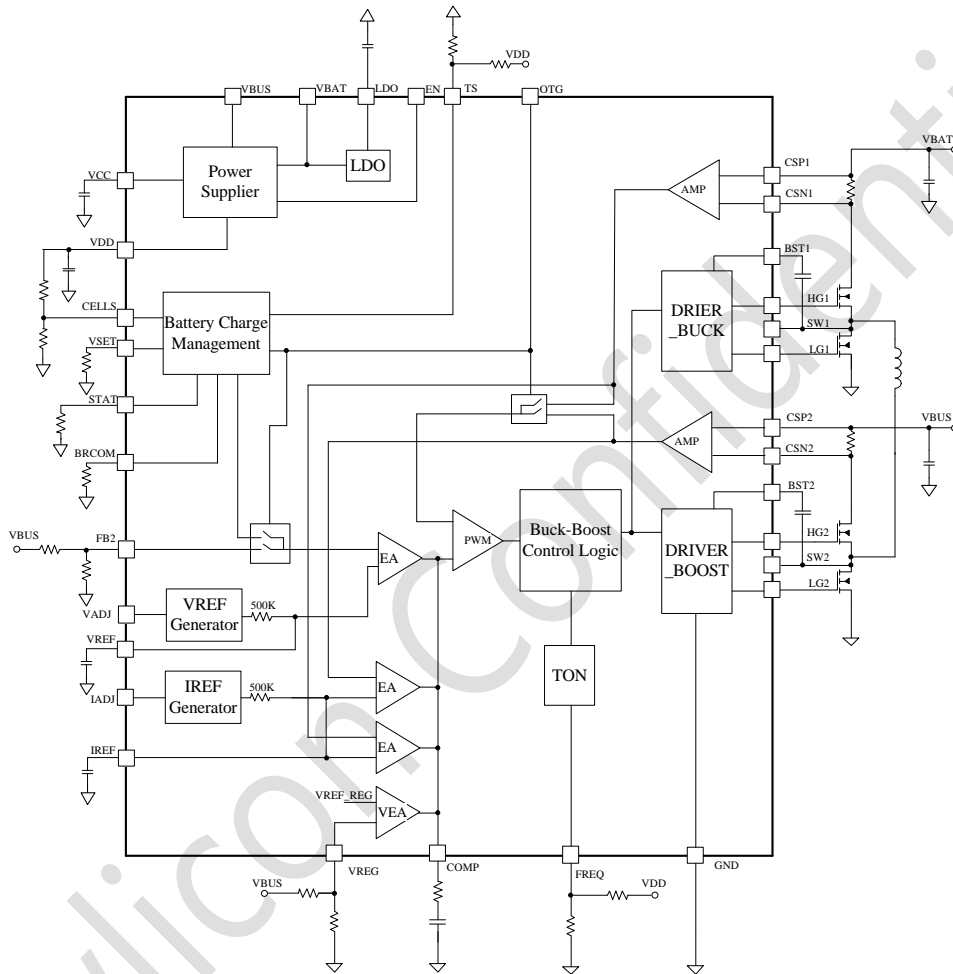 VDD
VBUS
VBAT
LDO
EN
TS
OTG
VCC
Power
Supplier
LDO
AMP
CSP1
CSN1
VBAT
VDD
BST1
DRIER
_BUCK
HG1
SW1
LG1
CELLS
Battery Charge
Management
VSET
STAT
BRCOM
CSP2
VBUS
AMP
CSN2
BST2
VBUS
FB2
EA
PWM
Buck-Boost
Control Logic
DRIVER
_BOOST
HG2
SW2
LG2
VADJ
VREF
Generator
500K
VREF
IADJ
IREF
Generator
500K
EA
TON
IREF
EA
VREF_REG
VEA
VREG
COMP
FREQ
GND
VBUS
VDD
licon Confidenti